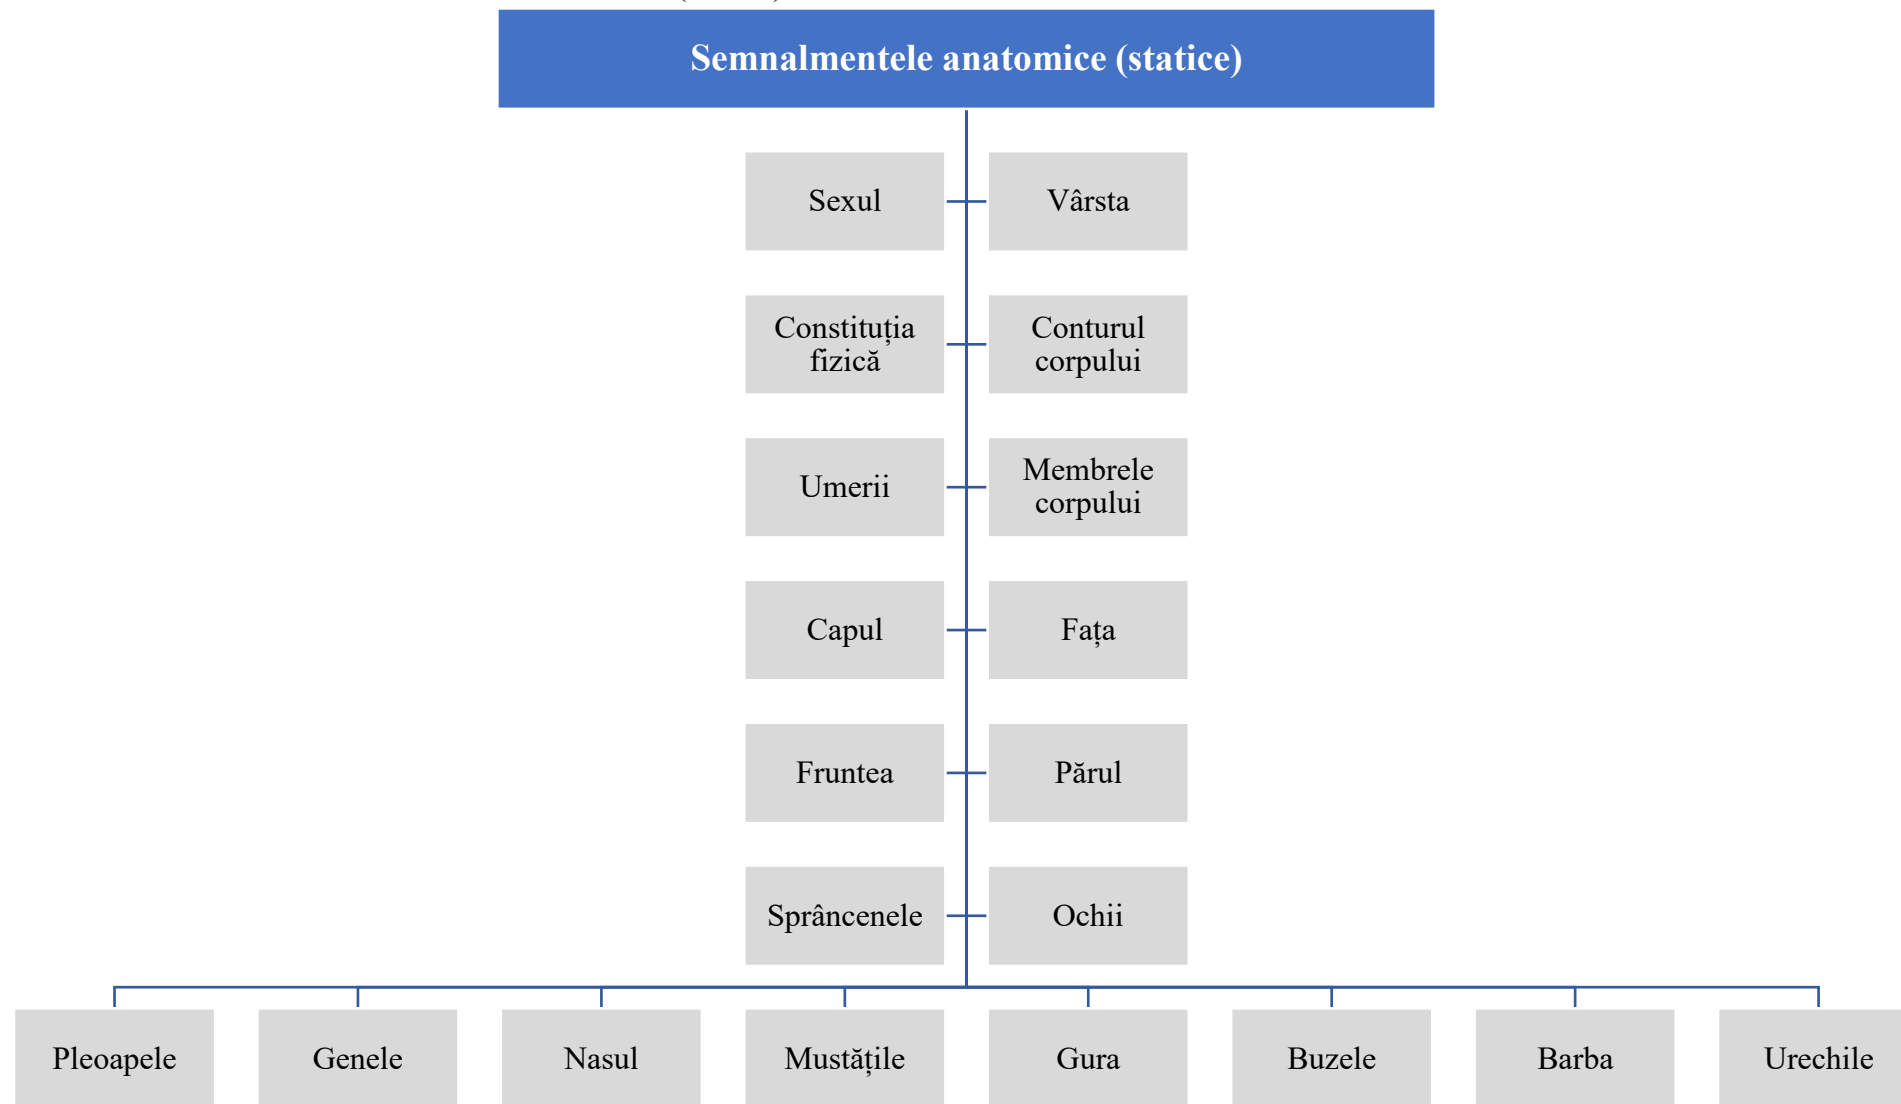 Semnalmentele anatomice (statice)
Sexul
Vârsta
Constituția
fizică
Conturul
corpului
Umerii
Membrele
corpului
Capul
Fața
Fruntea
Părul
Sprâncenele
Ochii
Pleoapele
Genele
Nasul
Mustățile
Gura
Buzele
Barba
Urechile